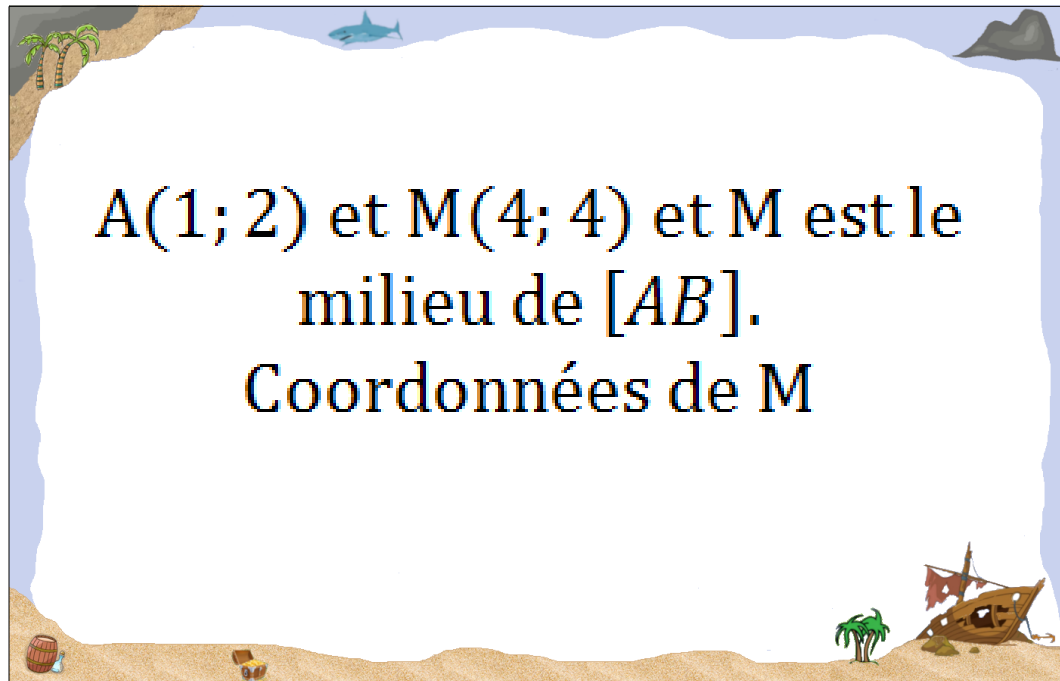 A(1; 2) et M(4; 4) et M est le
milieu de [AB].
Coordonnées de M